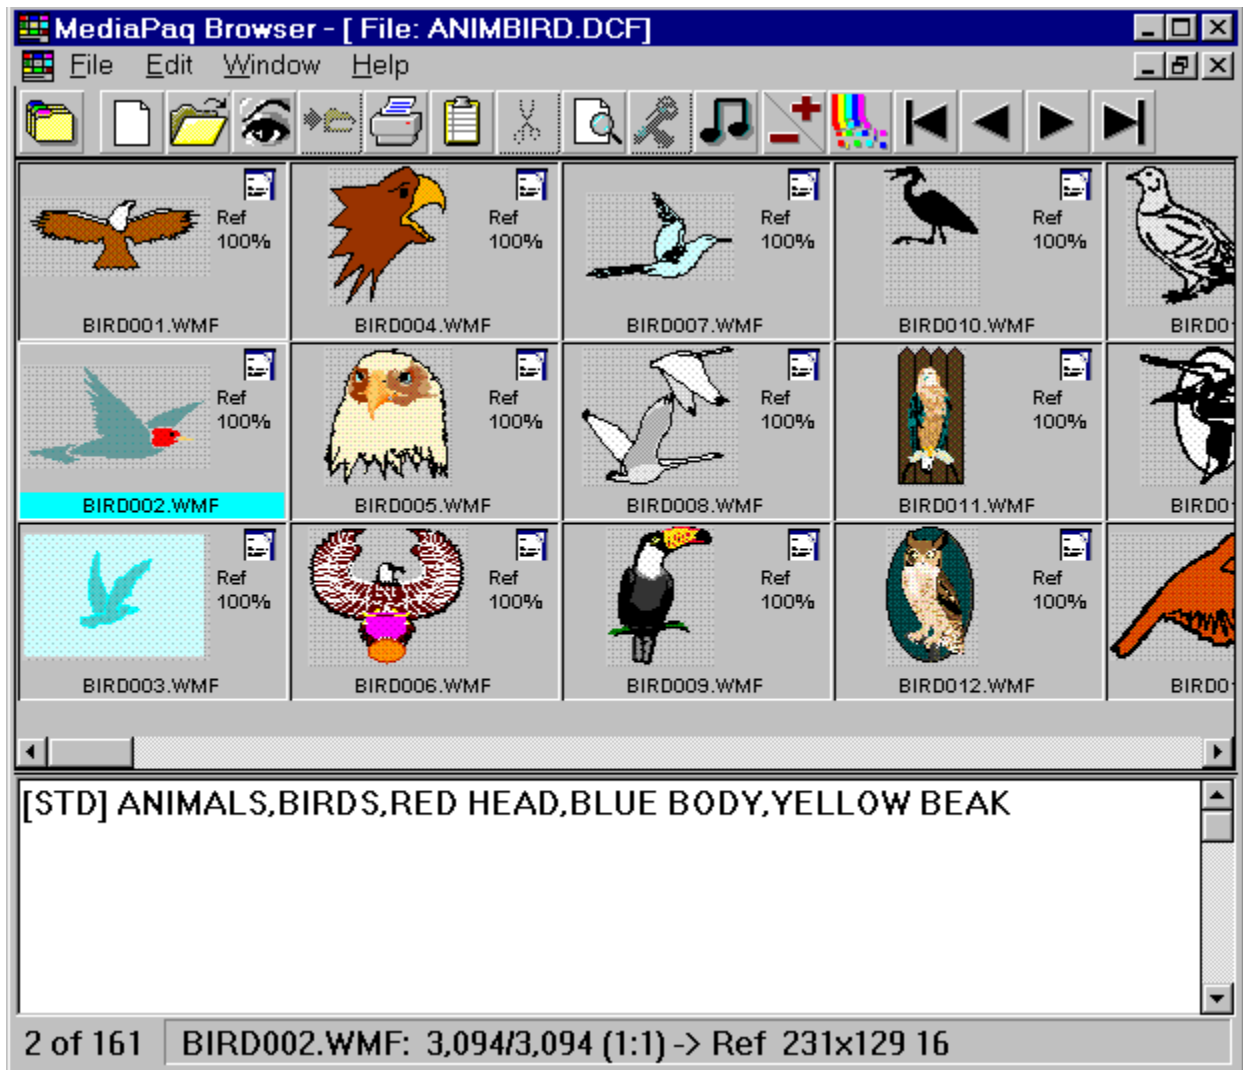 MediaPaq Browser - [ File: ANIMBIRD.DCF]
File Edit Window Help
Ref
100%
BIRD001.WMF
Ref
100%
BIRD004.WMF
Ref
100%
BIRD007.WMF
Ref
100%
BIRD010.WMF
BIRD0
Ref
100%
BIRD002.WMF
Ref
100%
BIRD005.WMF
Ref
100%
BIRD008.WMF
Ref
100%
BIRD011.WMF
BIRD0
Ref
100%
BIRD003.WMF
Ref
100%
BIRD006.WMF
Ref
100%
BIRD009.WMF
Ref
100%
BIRD012.WMF
BIRD0
[STD] ANIMALS,BIRDS,RED HEAD,BLUE BODY,YELLOW BEAK
2 of 161 BIRD002.WMF: 3,094/3,094 (1:1) -> Ref 231x129 16